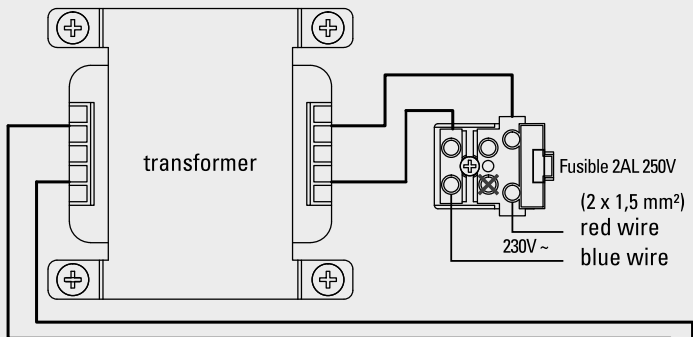 transformer
Fusible 2AL 250V
(2 x 1,5 mm²)
red wire
230V ~
blue wire